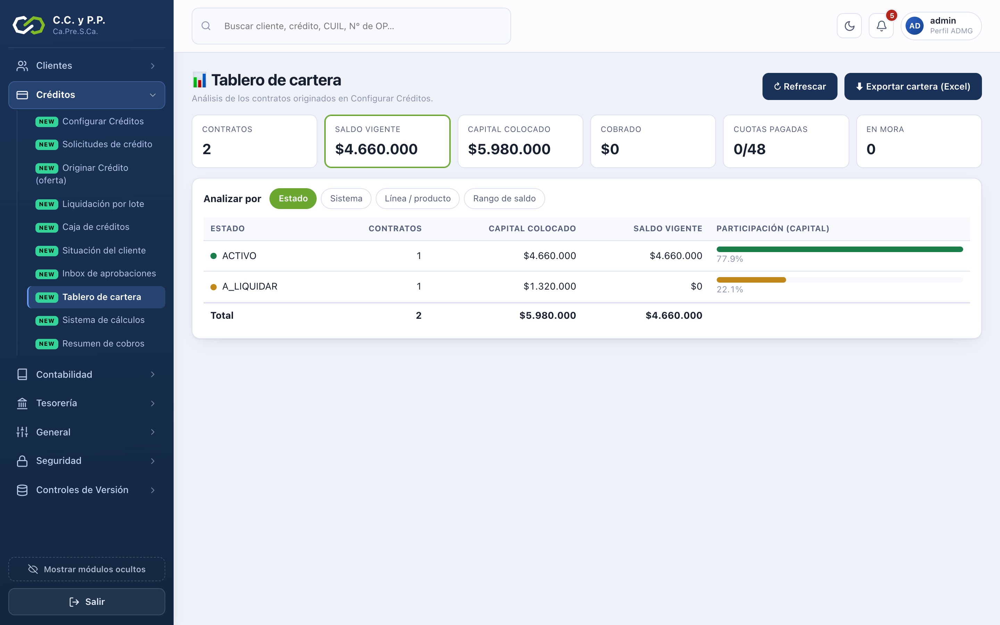 C.C. y P.P.
Ca.Pre.S.Ca.
Clientes
Créditos
NEW Configurar Créditos
NEW Solicitudes de crédito
NEW Originar Crédito
(oferta)
NEW Liquidación por lote
NEW Caja de créditos
NEW Situación del cliente
NEW Inbox de aprobaciones
NEW Tablero de cartera
NEW Sistema de cálculos
NEW Resumen de cobros
Contabilidad
Tesorería
General
Seguridad
Controles de Versión
Mostrar módulos ocultos
Salir
Buscar cliente, crédito, CUIL, N° de OP...
5
AD
admin
Perfil ADMG
Tablero de cartera
Análisis de los contratos originados en Configurar Créditos.
Refrescar
Exportar cartera (Excel)
CONTRATOS
2
SALDO VIGENTE
$4.660.000
CAPITAL COLOCADO
$5.980.000
COBRADO
$0
CUOTAS PAGADAS
0/48
EN MORA
0
Analizar por Estado Sistema Línea / producto Rango de saldo
ESTADO CONTRATOS CAPITAL COLOCADO SALDO VIGENTE PARTICIPACIÓN (CAPITAL)
ACTIVO 1 $4.660.000 $4.660.000 77.9%
A_LIQUIDAR 1 $1.320.000 $0 22.1%
Total 2 $5.980.000 $4.660.000